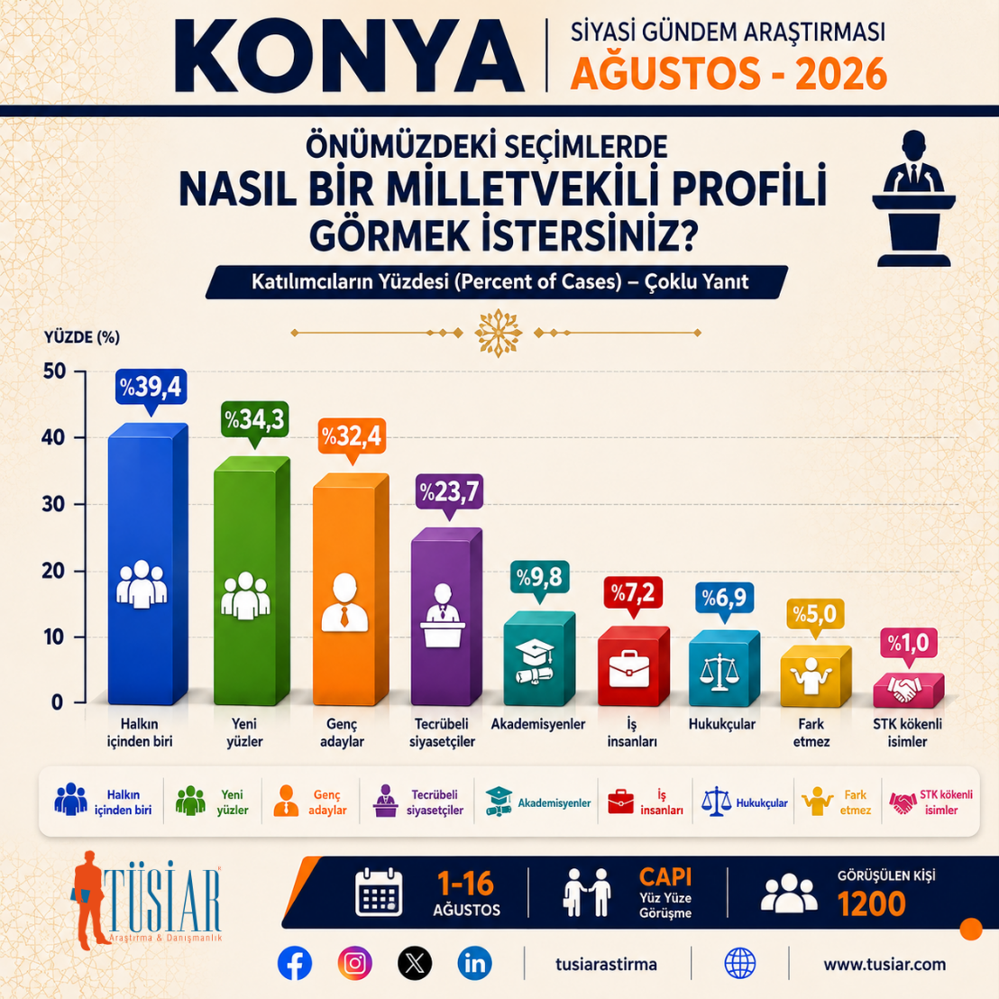 KONYA
SİYASİ GÜNDEM ARAŞTIRMASI
AĞUSTOS - 2026
ÖNÜMÜZDEKİ SEÇİMLERDE
NASIL BİR MİLLETVEKİLİ PROFİLİ
GÖRMEK İSTERSİNİZ?
Katılımcıların Yüzdesi (Percent of Cases) – Çoklu Yanıt
YÜZDE (%)
50
40
30
20
10
0
%39,4
%34,3
%32,4
%23,7
%9,8
%7,2
%6,9
%5,0
%1,0
Halkın
içinden biri
Yeni
yüzler
Genç
adaylar
Tecrübeli
siyasetçiler
Akademisyenler
İş
insanları
Hukukçular
Fark
etmez
STK kökenli
isimler
Halkın
içinden biri
Yeni
yüzler
Genç
adaylar
Tecrübeli
siyasetçiler
Akademisyenler
İş
insanları
Hukukçular
Fark
etmez
STK kökenli
isimler
TÜSİAR
Araştırma & Danışmanlık
1-16
AĞUSTOS
CAPI
Yüz Yüze
Görüşme
GÖRÜŞÜLEN KİŞİ
1200
tusiarastirma
www.tusiar.com